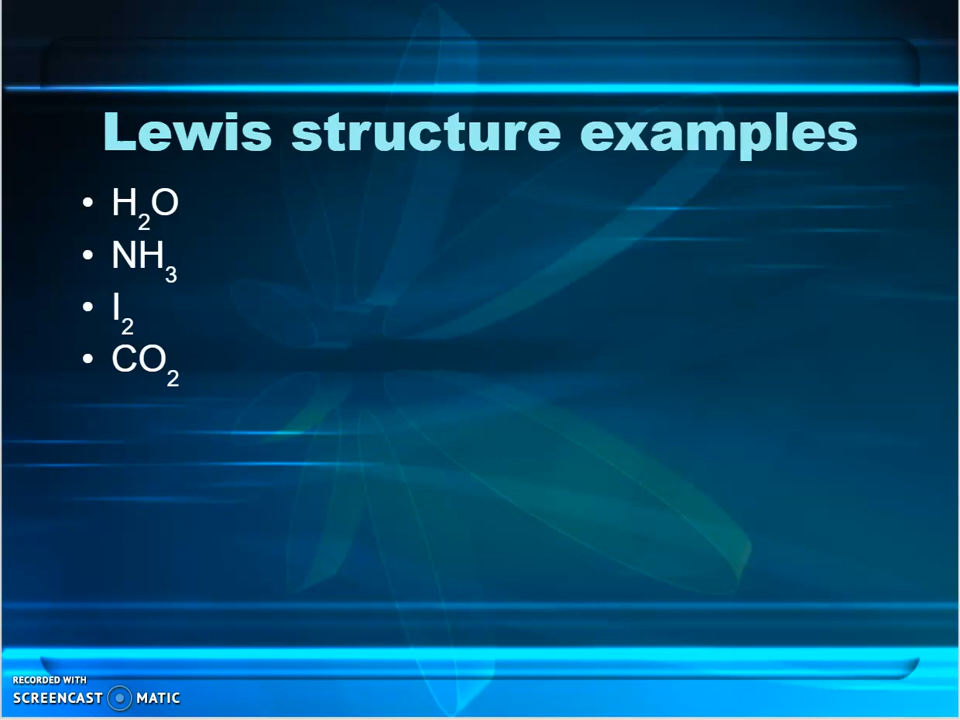 Lewis structure examples
• H₂O
• NH₃
• I₂
• CO₂
RECORDED WITH
SCREENCAST MATIC